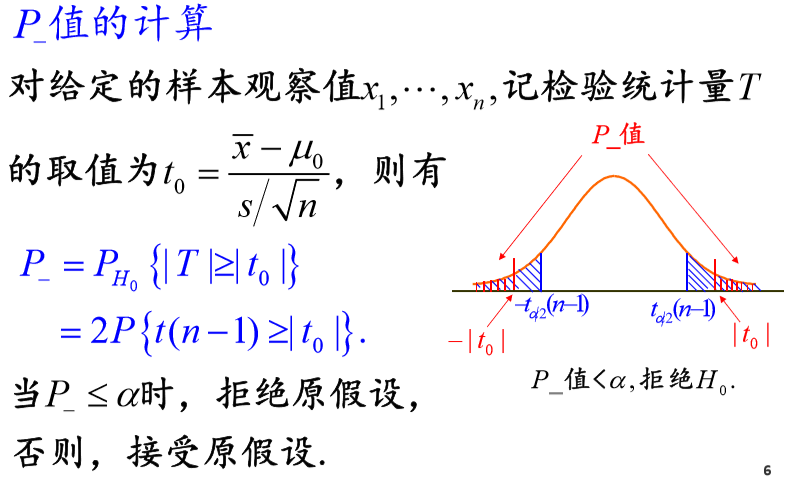 P_值的计算
对给定的样本观察值x₁,⋯, xₙ,记检验统计量T
的取值为t₀ = (x̅ − μ₀)/(s/√n)，则有
P_ = P_{H₀}{|T|≥|t₀|}
= 2P{t(n−1)≥|t₀|}.
当P_ ≤ α时，拒绝原假设，
否则，接受原假设.
P_值
−t_{α/2}(n−1)
t_{α/2}(n−1)
−|t₀|
|t₀|
P_值<α,拒绝H₀.
6